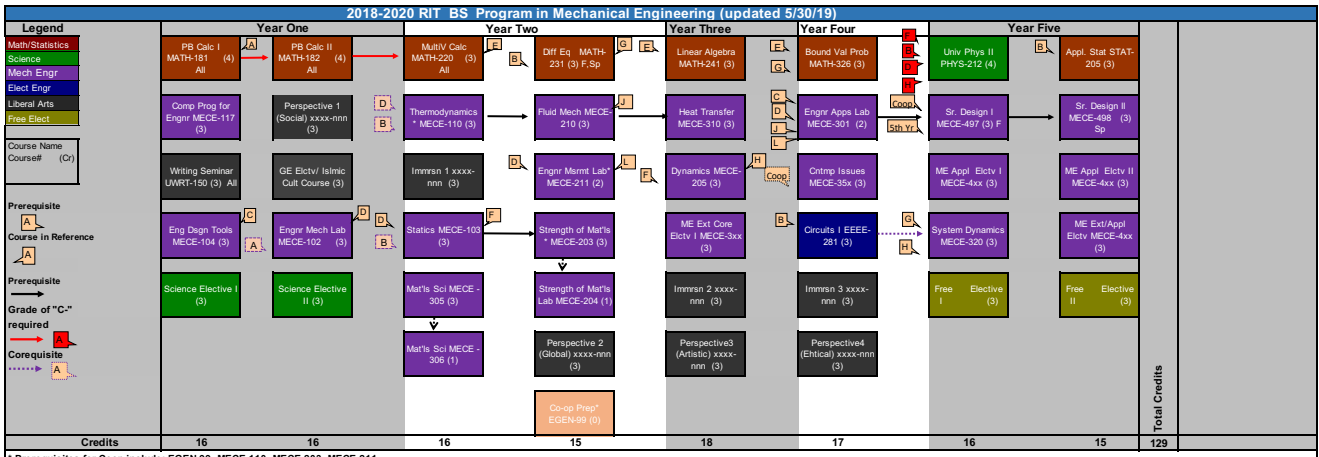 2018-2020 RIT BS Program in Mechanical Engineering (updated 5/30/19)
Legend
Year One
Year Two
Year Three
Year Four
Year Five
Math/Statistics
Science
Mech Engr
Elect Engr
Liberal Arts
Free Elect
Course Name
Course# (Cr)
Prerequisite
A
Course in Reference
A
Prerequisite
Grade of "C-"
required
A
Corequisite
A
PB Calc I
MATH-181 (4)
All
A
PB Calc II
MATH-182 (4)
All
MultiV Calc
MATH-220 (3)
All
E
B
Diff Eq MATH-
231 (3) F,Sp
G
E
Linear Algebra
MATH-241 (3)
E
G
Bound Val Prob
MATH-326 (3)
F
B
D
H
Univ Phys II
PHYS-212 (4)
B
Appl. Stat STAT-
205 (3)
Comp Prog for
Engnr MECE-117
(3)
Perspective 1
(Social) xxxx-nnn
(3)
D
B
Thermodynamics
* MECE-110 (3)
Fluid Mech MECE-
210 (3)
J
Heat Transfer
MECE-310 (3)
C
D
J
L
Engnr Apps Lab
MECE-301 (2)
Coop
5th Yr
Sr. Design I
MECE-497 (3) F
Sr. Design II
MECE-498 (3)
Sp
Writing Seminar
UWRT-150 (3) All
GE Elctv/ Islmic
Cult Course (3)
Immrsn 1 xxxx-
nnn (3)
D
Engnr Msmt Lab*
MECE-211 (2)
L
F
Dynamics MECE-
205 (3)
H
Coop
Cntmp Issues
MECE-35x (3)
ME Appl Elctv I
MECE-4xx (3)
ME Appl Elctv II
MECE-4xx (3)
Eng Dsgn Tools
MECE-104 (3)
C
A
Engnr Mech Lab
MECE-102 (3)
D
D
B
Statics MECE-103
(3)
F
Strength of Mat'ls
* MECE-203 (3)
ME Ext Core
Elctv I MECE-3xx
(3)
B
Circuits I EEEE-
281 (3)
G
H
System Dynamics
MECE-320 (3)
ME Ext/Appl
Elctv MECE-4xx
(3)
Science Elective I
(3)
Science Elective
II (3)
Mat'ls Sci MECE -
305 (3)
Strength of Mat'ls
Lab MECE-204 (1)
Immrsn 2 xxxx-
nnn (3)
Immrsn 3 xxxx-
nnn (3)
Free Elective
I (3)
Free Elective
II (3)
Mat'ls Sci MECE -
306 (1)
Perspective 2
(Global) xxxx-nnn
(3)
Perspective3
(Artistic) xxxx-
nnn (3)
Perspective4
(Ehtical) xxxx-nnn
(3)
Co-op Prep*
EGEN-99 (0)
Total Credits
Credits 16 16 16 15 18 17 16 15 129